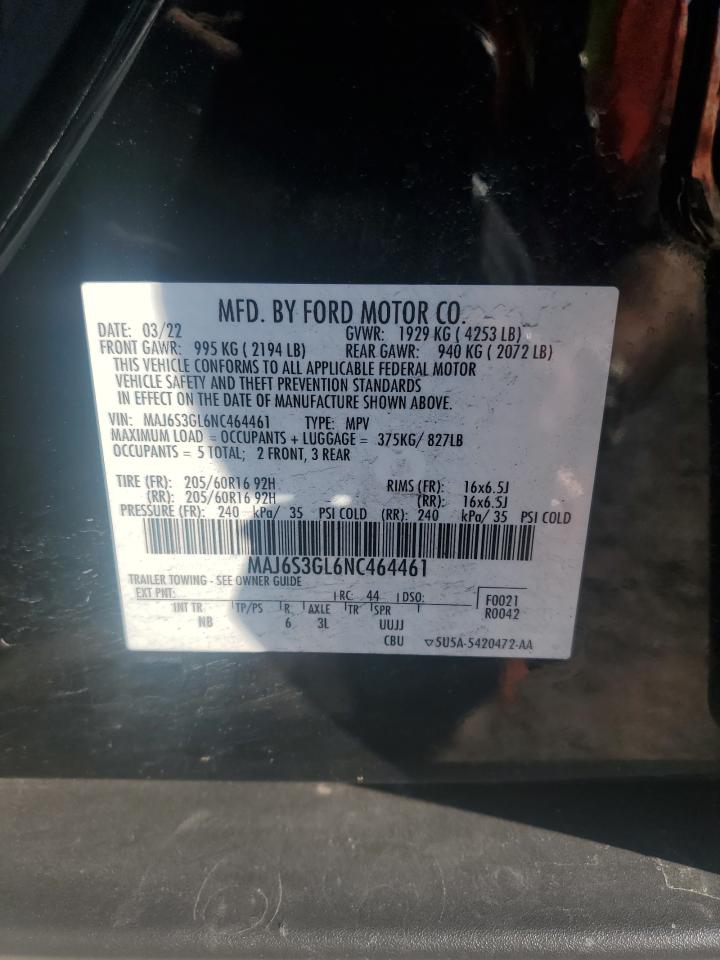 MFD. BY FORD MOTOR CO.
DATE: 03/22 GVWR: 1929 KG ( 4253 LB)
FRONT GAWR: 995 KG ( 2194 LB) REAR GAWR: 940 KG ( 2072 LB)
THIS VEHICLE CONFORMS TO ALL APPLICABLE FEDERAL MOTOR
VEHICLE SAFETY AND THEFT PREVENTION STANDARDS
IN EFFECT ON THE DATE OF MANUFACTURE SHOWN ABOVE.
VIN: MAJ6S3GL6NC464461 TYPE: MPV
MAXIMUM LOAD = OCCUPANTS + LUGGAGE = 375KG/ 827LB
OCCUPANTS = 5 TOTAL; 2 FRONT, 3 REAR
TIRE (FR): 205/60R16 92H RIMS (FR): 16x6.5J
(RR): 205/60R16 92H (RR): 16x6.5J
PRESSURE (FR): 240 kPa/ 35 PSI COLD (RR): 240 kPa/ 35 PSI COLD
MAJ6S3GL6NC464461
TRAILER TOWING - SEE OWNER GUIDE
EXT PNT: RC: 44 DSO: F0021
INT TR TP/PS R AXLE TR SPR R0042
NB 6 3L UUJJ
CBU 5U5A-5420472-AA